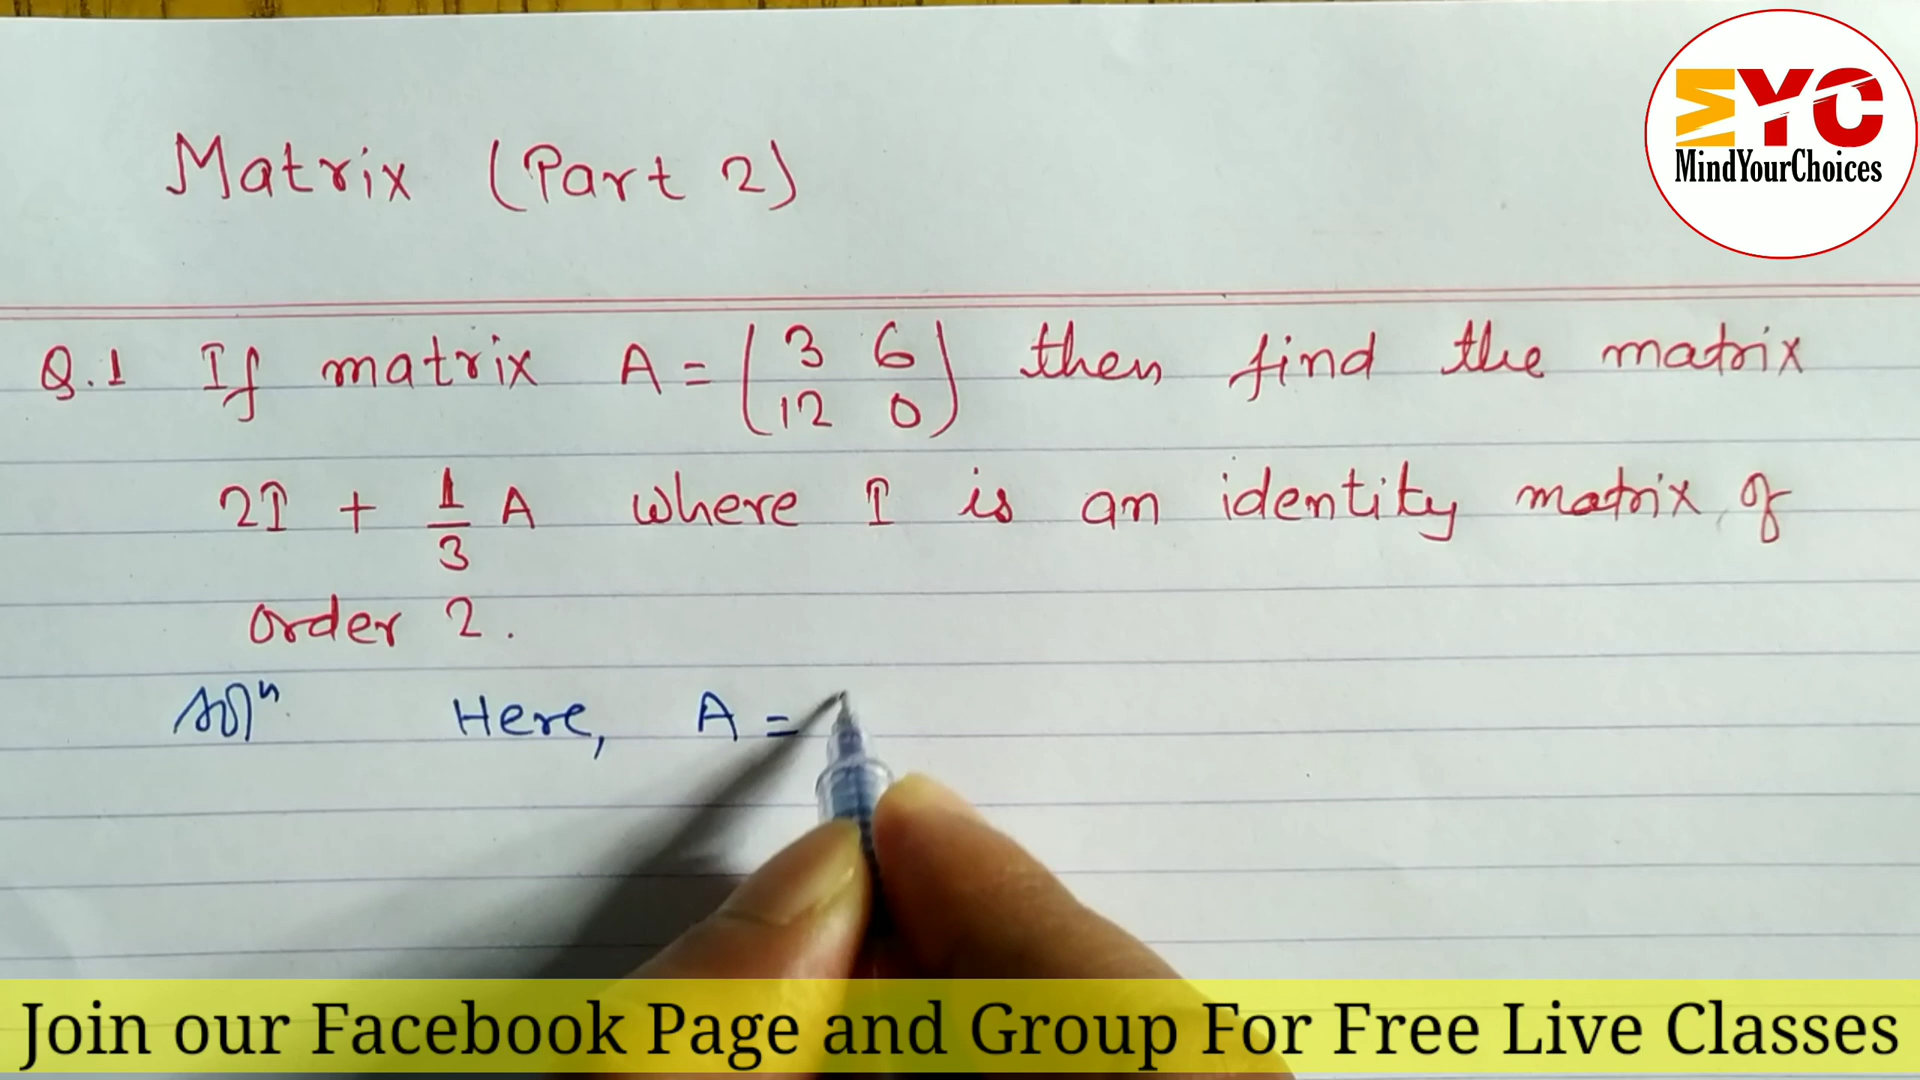 MYC
MindYourChoices
Matrix (Part 2)
Q.1 If matrix A = (3 6 12 0) then find the matrix
2I + 1/3 A where I is an identity matrix of
order 2.
Solⁿ Here, A =
Join our Facebook Page and Group For Free Live Classes